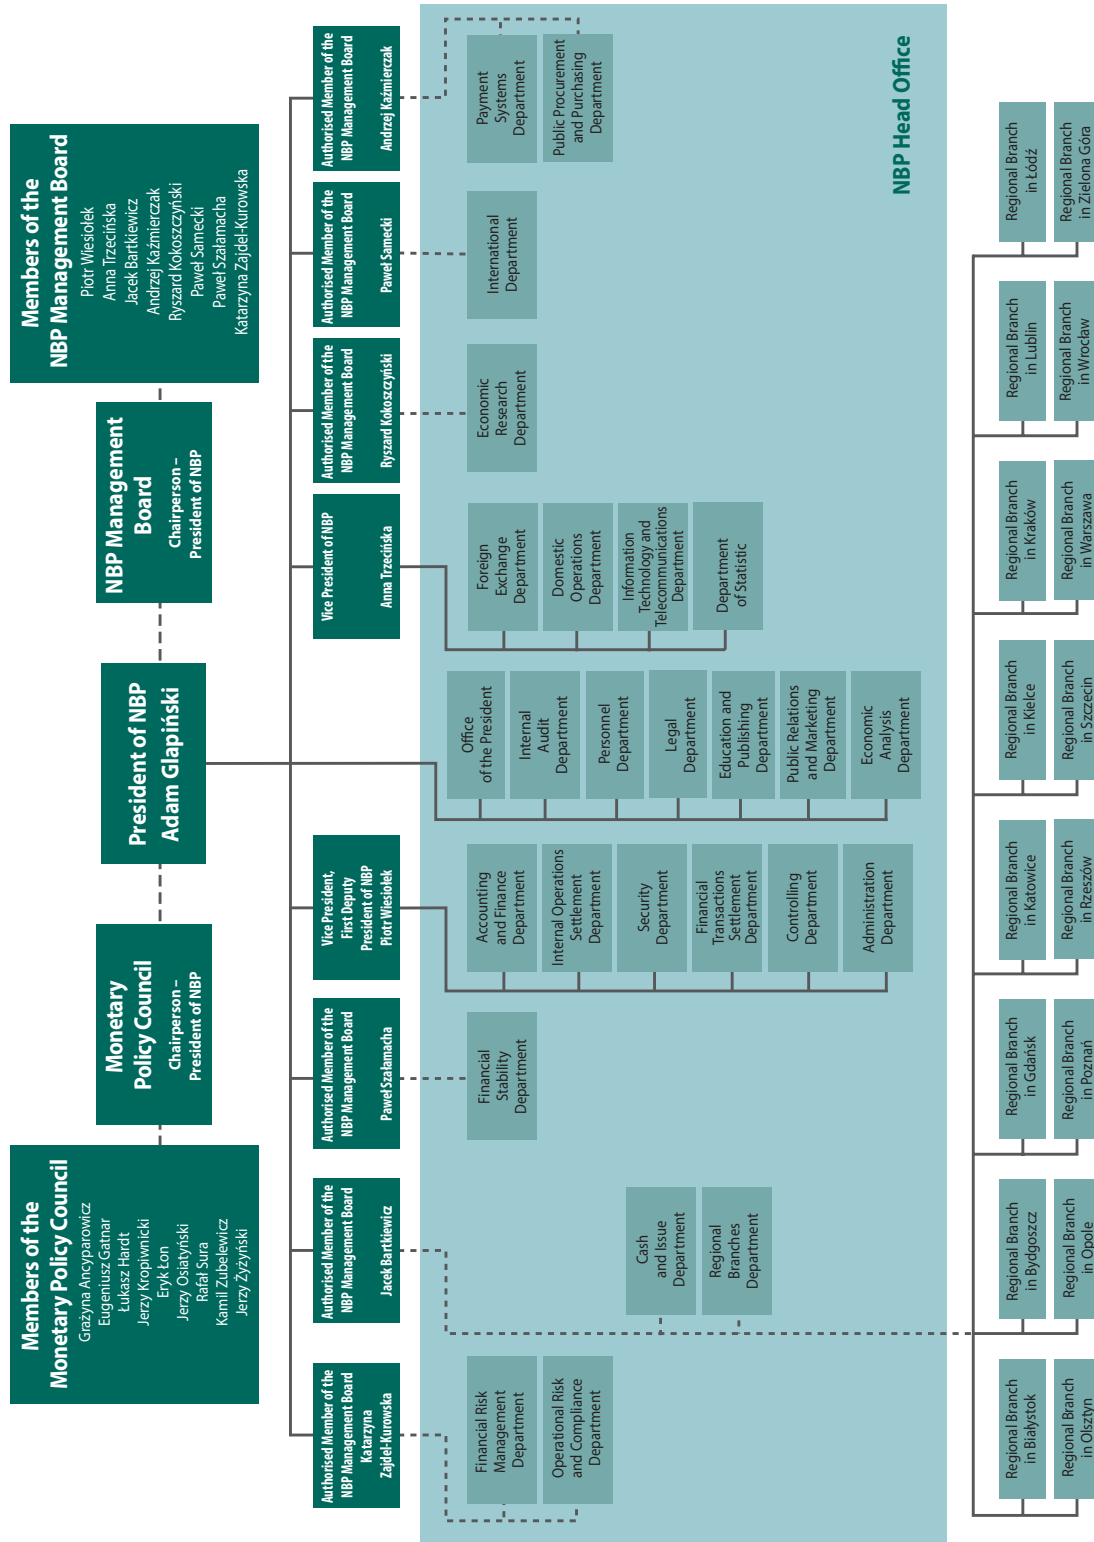 Members of the
Monetary Policy Council
Grażyna Ancyparowicz
Eugeniusz Gatnar
Łukasz Hardt
Jerzy Kropiwnicki
Eryk Łon
Jerzy Osiatyński
Rafał Sura
Kamil Zubelewicz
Jerzy Żyżyński
Monetary
Policy Council
Chairperson –
President of NBP
President of NBP
Adam Glapiński
NBP Management
Board
Chairperson –
President of NBP
Members of the
NBP Management Board
Piotr Wiesiołek
Anna Trzecińska
Jacek Bartkiewicz
Andrzej Kaźmierczak
Ryszard Kokoszczyński
Paweł Samecki
Paweł Szałamacha
Katarzyna Zajdel-Kurowska
Authorised Member of the
NBP Management Board
Katarzyna
Zajdel-Kurowska
Authorised Member of the
NBP Management Board
Jacek Bartkiewicz
Authorised Member of the
NBP Management Board
Paweł Szałamacha
Vice President,
First Deputy
President of NBP
Piotr Wiesiołek
Vice President of NBP
Anna Trzecińska
Authorised Member of the
NBP Management Board
Ryszard Kokoszczyński
Authorised Member of the
NBP Management Board
Paweł Samecki
Authorised Member of the
NBP Management Board
Andrzej Kaźmierczak
Financial Risk
Management
Department
Operational Risk
and Compliance
Department
Cash
and Issue
Department
Regional
Branches
Department
Financial
Stability
Department
Accounting
and Finance
Department
Internal Operations
Settlement
Department
Security
Department
Financial
Transactions
Settlement
Department
Controlling
Department
Administration
Department
Office
of the President
Internal
Audit
Department
Personnel
Department
Legal
Department
Education and
Publishing
Department
Public Relations
and Marketing
Department
Economic
Analysis
Department
Foreign
Exchange
Department
Domestic
Operations
Department
Information
Technology and
Telecommunications
Department
Department
of Statistic
Economic
Research
Department
International
Department
Payment
Systems
Department
Public Procurement
and Purchasing
Department
NBP Head Office
Regional Branch
in Białystok
Regional Branch
in Bydgoszcz
Regional Branch
in Gdańsk
Regional Branch
in Katowice
Regional Branch
in Kielce
Regional Branch
in Kraków
Regional Branch
in Lublin
Regional Branch
in Łódź
Regional Branch
in Olsztyn
Regional Branch
in Opole
Regional Branch
in Poznań
Regional Branch
in Rzeszów
Regional Branch
in Szczecin
Regional Branch
in Warszawa
Regional Branch
in Wrocław
Regional Branch
in Zielona Góra